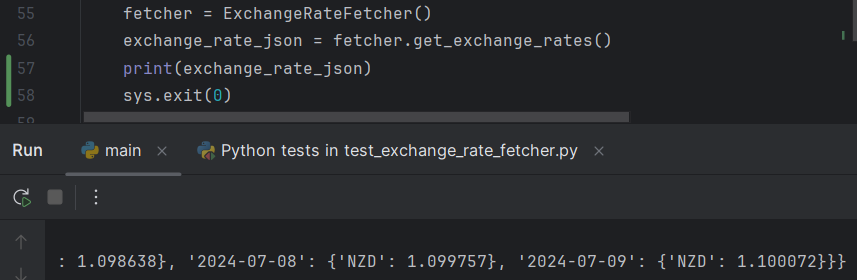 55 fetcher = ExchangeRateFetcher()
56 exchange_rate_json = fetcher.get_exchange_rates()
57 print(exchange_rate_json)
58 sys.exit(0)
59
Run main × Python tests in test_exchange_rate_fetcher.py ×
: 1.098638}, '2024-07-08': {'NZD': 1.099757}, '2024-07-09': {'NZD': 1.100072}}}